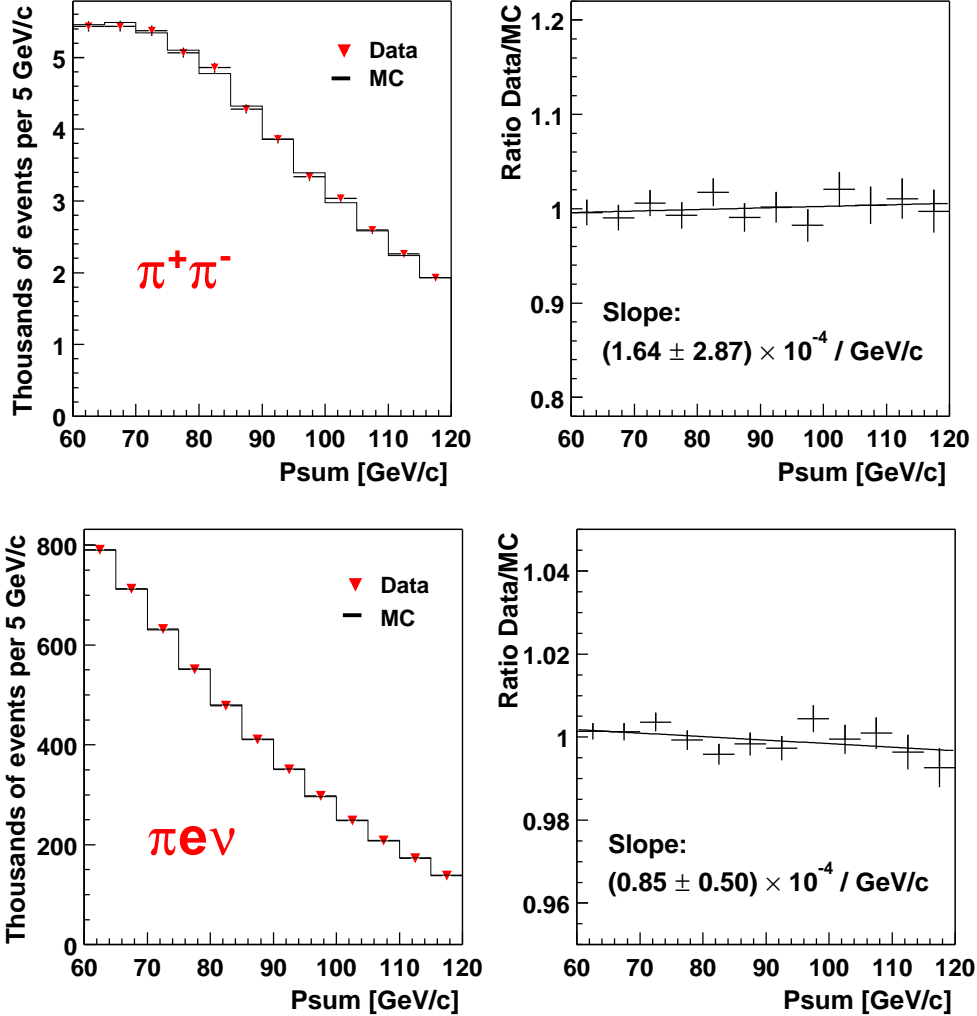 Thousands of events per 5 GeV/c
5
4
3
2
1
0
Data
MC
π⁺π⁻
60 70 80 90 100 110 120
Psum [GeV/c]
Ratio Data/MC
1.2
1.1
1
0.9
0.8
Slope:
(1.64 ± 2.87) × 10⁻⁴ / GeV/c
60 70 80 90 100 110 120
Psum [GeV/c]
Thousands of events per 5 GeV/c
800
600
400
200
0
Data
MC
πeν
60 70 80 90 100 110 120
Psum [GeV/c]
Ratio Data/MC
1.04
1.02
1
0.98
0.96
Slope:
(0.85 ± 0.50) × 10⁻⁴ / GeV/c
60 70 80 90 100 110 120
Psum [GeV/c]